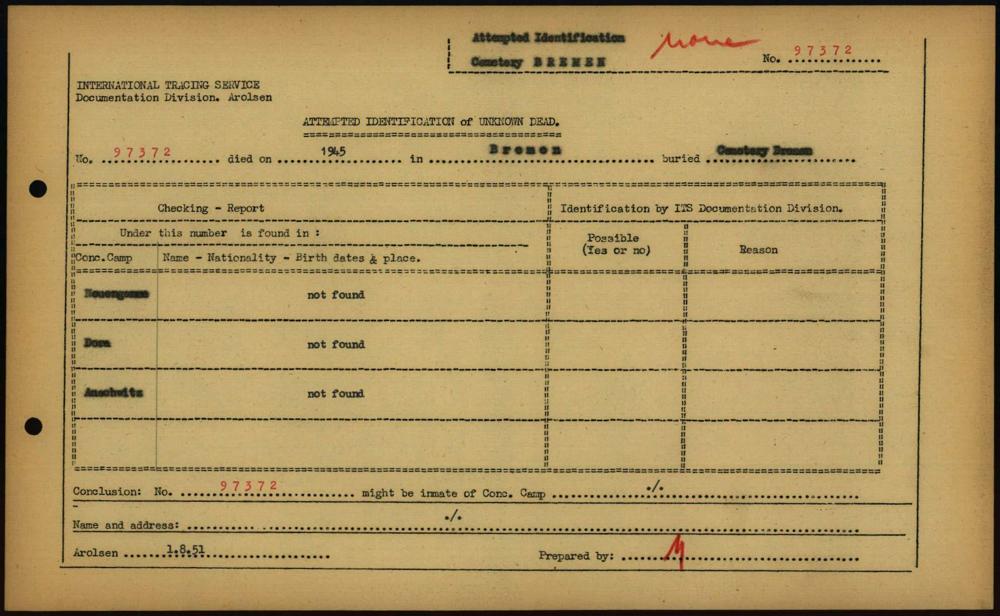 Attempted Identification
Cemetery BREMEN
none
No. 97372
INTERNATIONAL TRACING SERVICE
Documentation Division. Arolsen
ATTEMPTED IDENTIFICATION of UNKNOWN DEAD.
No. 97372 died on 1945 in Bremen buried Cemetery Bremen
Checking - Report
Identification by ITS Documentation Division.
Under this number is found in :
Possible
(Yes or no)
Reason
Conc.Camp
Name - Nationality - Birth dates & place.
Neuengamme not found
Dora not found
Auschwitz not found
Conclusion: No. 97372 might be inmate of Conc. Camp ./.
Name and address: ./.
Arolsen 1.8.51
Prepared by: